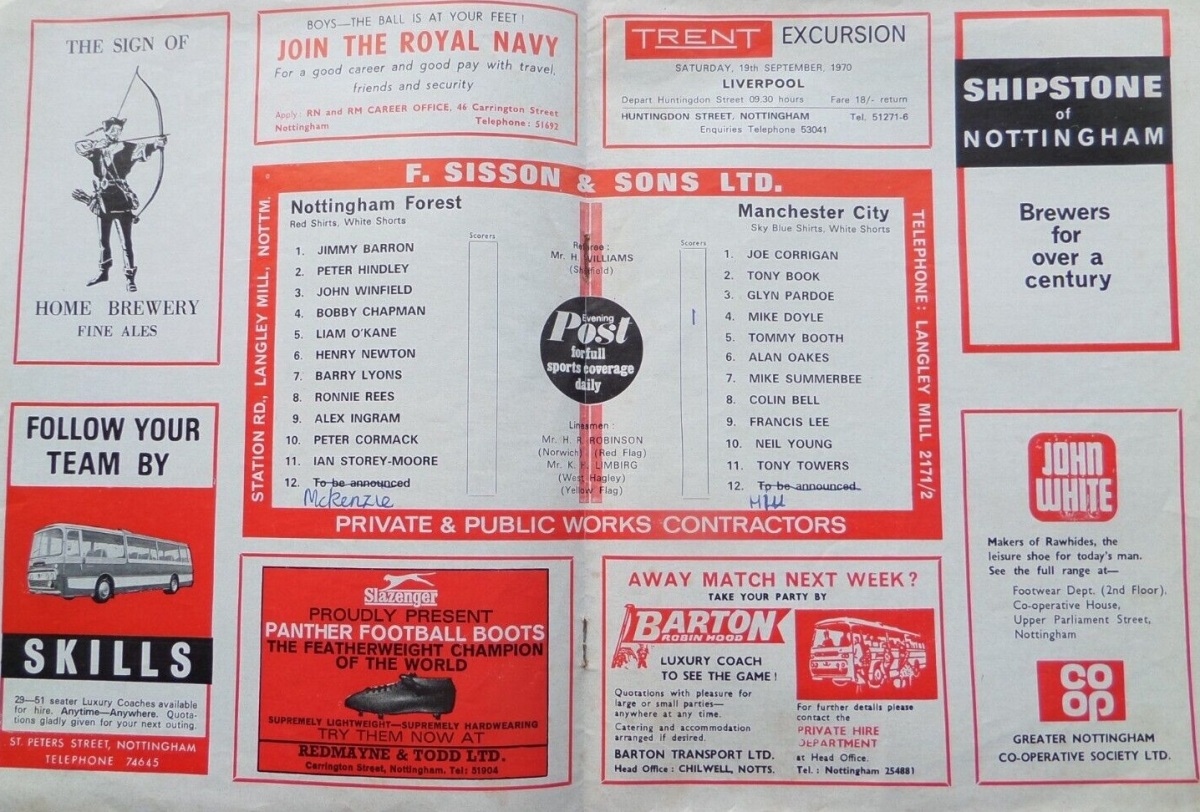 THE SIGN OF
HOME BREWERY
FINE ALES
BOYS—THE BALL IS AT YOUR FEET!
JOIN THE ROYAL NAVY
For a good career and good pay with travel,
friends and security
Apply: RN and RM CAREER OFFICE, 46 Carrington Street
Nottingham Telephone: 51692
TRENT EXCURSION
SATURDAY, 19th SEPTEMBER, 1970
LIVERPOOL
Depart Huntingdon Street 09.30 hours Fare 18/- return
HUNTINGDON STREET, NOTTINGHAM Tel. 51271-6
Enquiries Telephone 53041
SHIPSTONE
of
NOTTINGHAM
Brewers
for
over a
century
F. SISSON & SONS LTD.
STATION RD., LANGLEY MILL, NOTTM.
Nottingham Forest
Red Shirts, White Shorts
Scorers
1. JIMMY BARRON
2. PETER HINDLEY
3. JOHN WINFIELD
4. BOBBY CHAPMAN
5. LIAM O'KANE
6. HENRY NEWTON
7. BARRY LYONS
8. RONNIE REES
9. ALEX INGRAM
10. PETER CORMACK
11. IAN STOREY-MOORE
12. To be announced
McKenzie
Referee:
Mr. H. WILLIAMS
(Sheffield)
Evening
Post
for full
sports coverage
daily
Linesmen:
Mr. H. R. ROBINSON
(Norwich) (Red Flag)
Mr. K. H. LIMBIRG
(West Hagley)
(Yellow Flag)
Manchester City
Sky Blue Shirts, White Shorts
Scorers
1. JOE CORRIGAN
2. TONY BOOK
3. GLYN PARDOE
1 4. MIKE DOYLE
5. TOMMY BOOTH
6. ALAN OAKES
7. MIKE SUMMERBEE
8. COLIN BELL
9. FRANCIS LEE
10. NEIL YOUNG
11. TONY TOWERS
12. To be announced
TELEPHONE: LANGLEY MILL 2171/2
PRIVATE & PUBLIC WORKS CONTRACTORS
FOLLOW YOUR
TEAM BY
SKILLS
29—51 seater Luxury Coaches available
for hire. Anytime—Anywhere. Quota-
tions gladly given for your next outing.
ST. PETERS STREET, NOTTINGHAM
TELEPHONE 74645
Slazenger
PROUDLY PRESENT
PANTHER FOOTBALL BOOTS
THE FEATHERWEIGHT CHAMPION
OF THE WORLD
SUPREMELY LIGHTWEIGHT—SUPREMELY HARDWEARING
TRY THEM NOW AT
REDMAYNE & TODD LTD.
Carrington Street, Nottingham. Tel: 51904
AWAY MATCH NEXT WEEK?
TAKE YOUR PARTY BY
BARTON
ROBIN HOOD
LUXURY COACH
TO SEE THE GAME!
Quotations with pleasure for
large or small parties—
anywhere at any time.
Catering and accommodation
arranged if desired.
BARTON TRANSPORT LTD.
Head Office: CHILWELL, NOTTS.
For further details please
contact the
PRIVATE HIRE
DEPARTMENT
at Head Office.
Tel.: Nottingham 254881
JOHN
WHITE
Makers of Rawhides, the
leisure shoe for today's man.
See the full range at—
Footwear Dept. (2nd Floor).
Co-operative House,
Upper Parliament Street,
Nottingham
CO
OP
GREATER NOTTINGHAM
CO-OPERATIVE SOCIETY LTD.